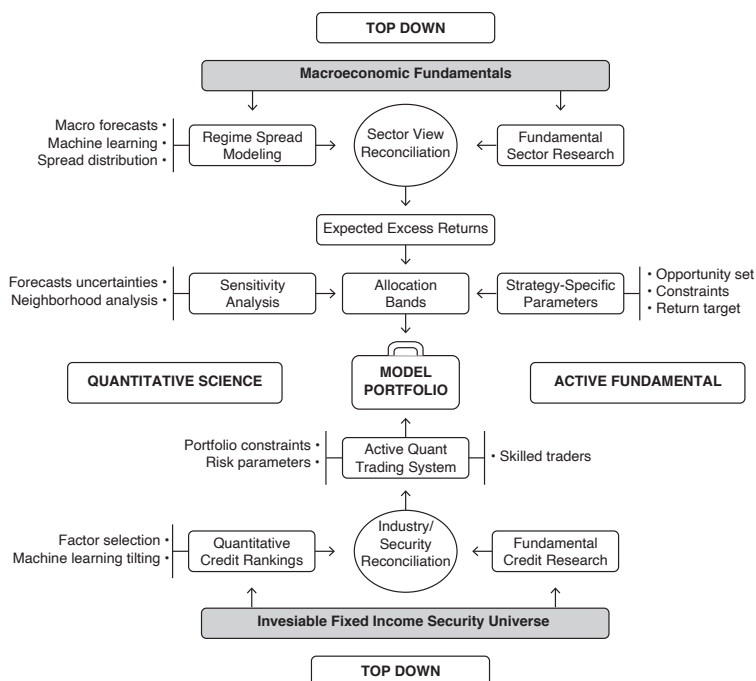 TOP DOWN
Macroeconomic Fundamentals
Macro forecasts •
Machine learning •
Spread distribution •
Regime Spread
Modeling
Sector View
Reconciliation
Fundamental
Sector Research
Expected Excess Returns
Forecasts uncertainties •
Neighborhood analysis •
Sensitivity
Analysis
Allocation
Bands
Strategy-Specific
Parameters
• Opportunity set
• Constraints
• Return target
QUANTITATIVE SCIENCE
MODEL
PORTFOLIO
ACTIVE FUNDAMENTAL
Portfolio constraints •
Risk parameters •
Active Quant
Trading System
• Skilled traders
Factor selection •
Machine learning tilting •
Quantitative
Credit Rankings
Industry/
Security
Reconciliation
Fundamental
Credit Research
Invesiable Fixed Income Security Universe
TOP DOWN